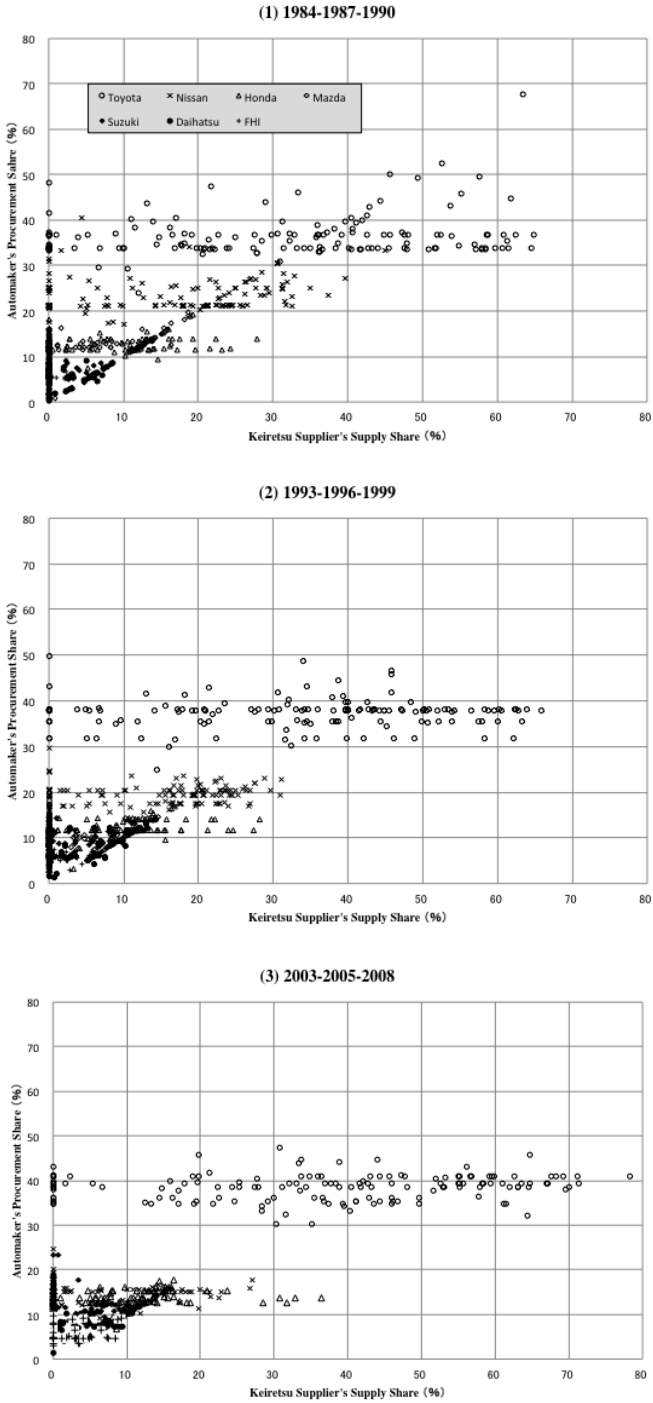 (1) 1984-1987-1990
80
70
60
50
40
30
20
10
0
Automaker's Procurement Sahre (%)
Toyota Nissan Honda Mazda
Suzuki Daihatsu FHI
0 10 20 30 40 50 60 70 80
Keiretsu Supplier's Supply Share (%)
(2) 1993-1996-1999
80
70
60
50
40
30
20
10
0
Automaker's Procurement Share (%)
0 10 20 30 40 50 60 70 80
Keiretsu Supplier's Supply Share (%)
(3) 2003-2005-2008
80
70
60
50
40
30
20
10
0
Automaker's Procurement Share (%)
0 10 20 30 40 50 60 70 80
Keiretsu Supplier's Supply Share (%)